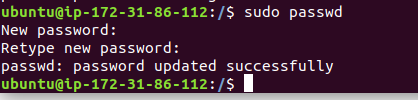 ubuntu@ip-172-31-86-112:/$ sudo passwd
New password:
Retype new password:
passwd: password updated successfully
ubuntu@ip-172-31-86-112:/$